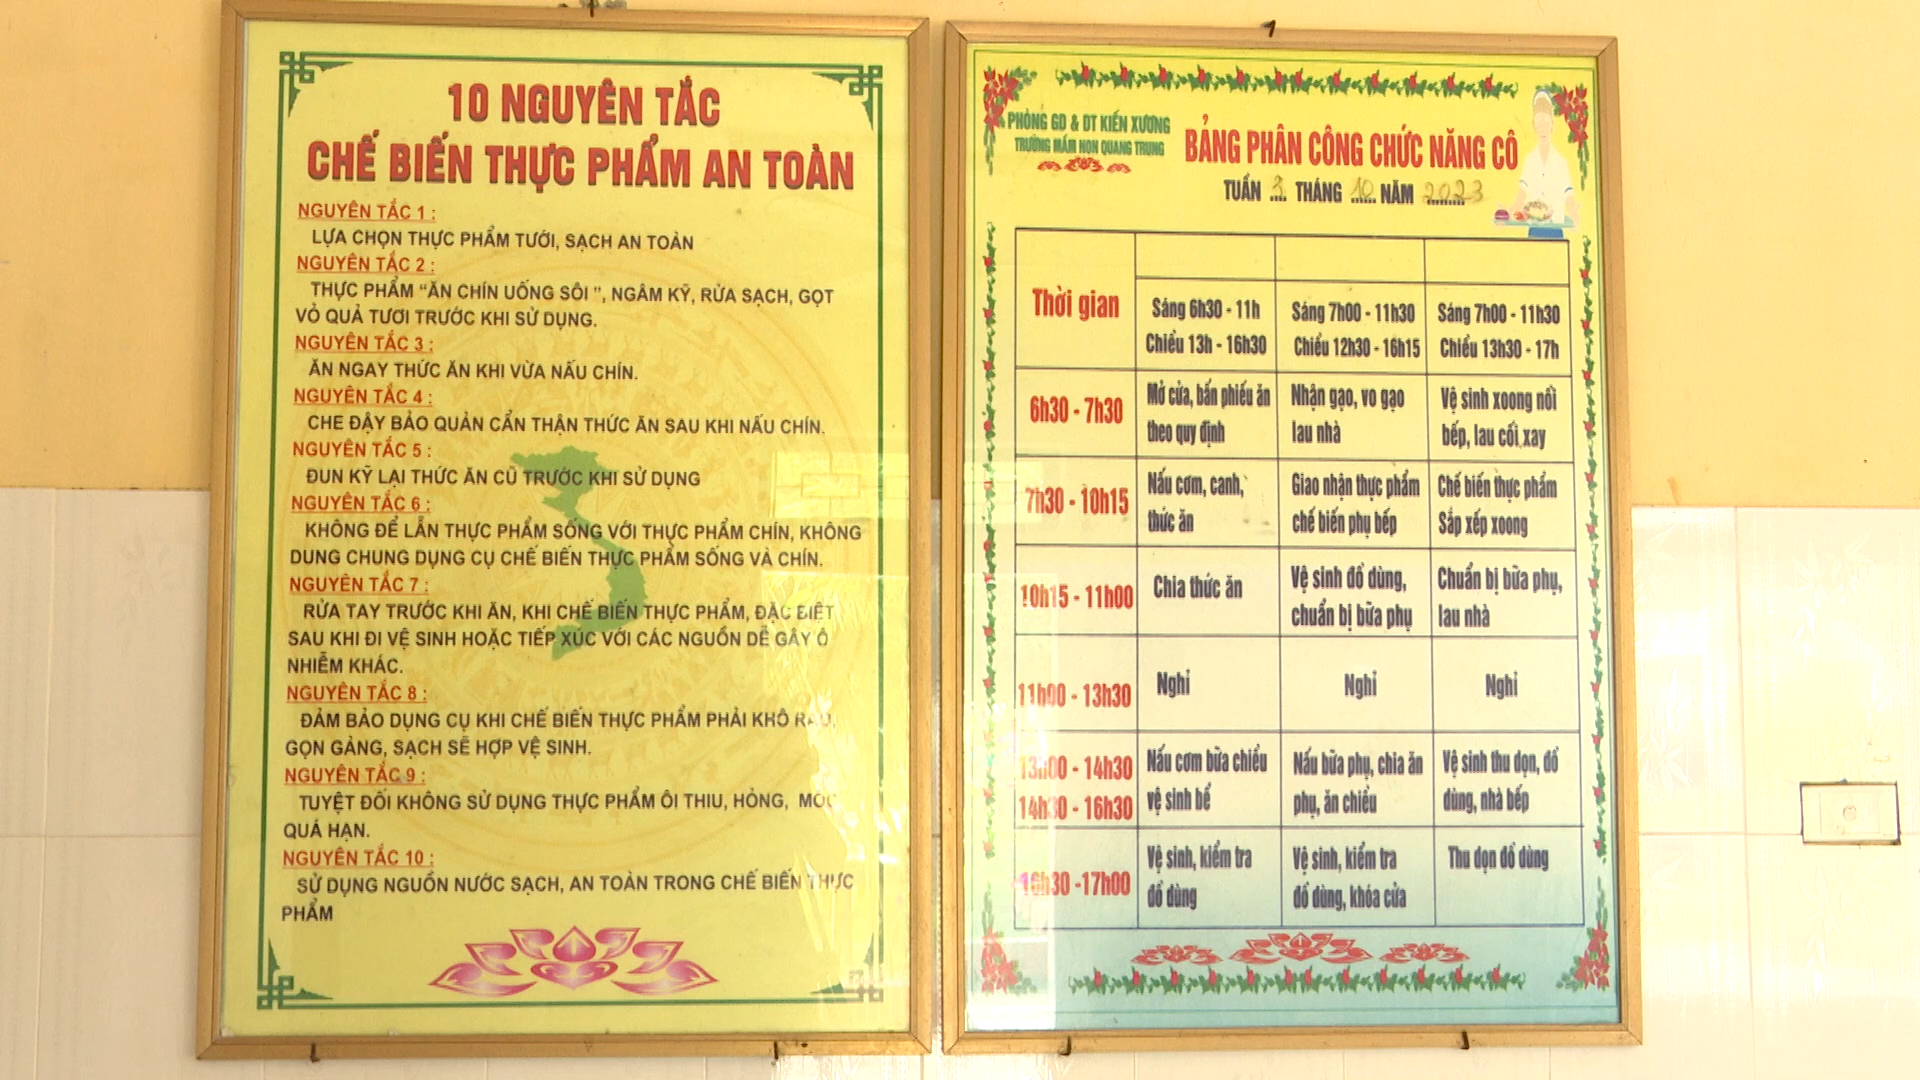 10 NGUYÊN TẮC
CHẾ BIẾN THỰC PHẨM AN TOÀN
NGUYÊN TẮC 1 :
LỰA CHỌN THỰC PHẨM TƯỚI, SẠCH AN TOÀN
NGUYÊN TẮC 2 :
THỰC PHẨM “ĂN CHÍN UỐNG SÔI ”, NGÂM KỸ, RỬA SẠCH, GỌT
VỎ QUẢ TƯƠI TRƯỚC KHI SỬ DỤNG.
NGUYÊN TẮC 3 :
ĂN NGAY THỨC ĂN KHI VỪA NẤU CHÍN.
NGUYÊN TẮC 4 :
CHE ĐẬY BẢO QUẢN CẨN THẬN THỨC ĂN SAU KHI NẤU CHÍN.
NGUYÊN TẮC 5 :
ĐUN KỸ LẠI THỨC ĂN CŨ TRƯỚC KHI SỬ DỤNG
NGUYÊN TẮC 6 :
KHÔNG ĐỂ LẪN THỰC PHẨM SỐNG VỚI THỰC PHẨM CHÍN, KHÔNG
DUNG CHUNG DỤNG CỤ CHẾ BIẾN THỰC PHẨM SỐNG VÀ CHÍN.
NGUYÊN TẮC 7 :
RỬA TAY TRƯỚC KHI ĂN, KHI CHẾ BIẾN THỰC PHẨM, ĐẶC BIỆT
SAU KHI ĐI VỆ SINH HOẶC TIẾP XÚC VỚI CÁC NGUỒN DỄ GÂY Ô
NHIỄM KHÁC.
NGUYÊN TẮC 8 :
ĐẢM BẢO DỤNG CỤ KHI CHẾ BIẾN THỰC PHẨM PHẢI KHÔ RÁO,
GỌN GẢNG, SẠCH SẼ HỢP VỆ SINH.
NGUYÊN TẮC 9 :
TUYỆT ĐỐI KHÔNG SỬ DỤNG THỰC PHẨM ÔI THIU, HỎNG, MỐC
QUÁ HẠN.
NGUYÊN TẮC 10 :
SỬ DỤNG NGUỒN NƯỚC SẠCH, AN TOÀN TRONG CHẾ BIẾN THỰC
PHẨM
PHÒNG GD & ĐT KIẾN XƯƠNG
TRƯỜNG MẦM NON QUANG TRUNG
BẢNG PHÂN CÔNG CHỨC NĂNG CÔ
TUẦN 3 THÁNG 10 NĂM 2023
Thời gian
Sáng 6h30 - 11h
Chiều 13h - 16h30
Sáng 7h00 - 11h30
Chiều 12h30 - 16h15
Sáng 7h00 - 11h30
Chiều 13h30 - 17h
6h30 - 7h30
Mở cửa, bấn phiếu ăn
theo quy định
Nhận gạo, vo gạo
lau nhà
Vệ sinh xoong nồi
bếp, lau cối xay
7h30 - 10h15
Nấu cơm, canh,
thức ăn
Giao nhận thực phẩm
chế biến phụ bếp
Chế biến thực phẩm
Sắp xếp xoong
10h15 - 11h00
Chia thức ăn
Vệ sinh đồ dùng,
chuẩn bị bữa phụ
Chuẩn bị bữa phụ,
lau nhà
11h00 - 13h30
Nghỉ
Nghỉ
Nghỉ
13h00 - 14h30
14h30 - 16h30
Nấu cơm bữa chiều
vệ sinh bể
Nấu bữa phụ, chia ăn
phụ, ăn chiều
Vệ sinh thu dọn, đồ
dùng, nhà bếp
16h30 -17h00
Vệ sinh, kiểm tra
đồ dùng
Vệ sinh, kiểm tra
đồ dùng, khóa cửa
Thu dọn đồ dùng